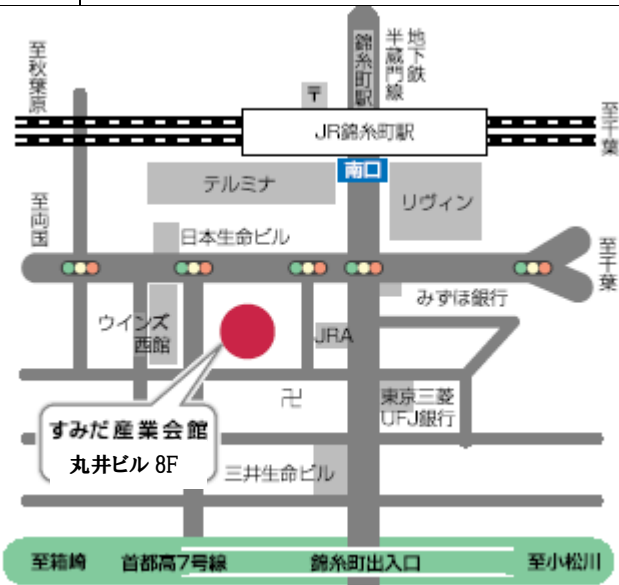 至秋葉原
錦糸町駅
地下鉄
半蔵門線
〒
JR錦糸町駅
至千葉
南口
テルミナ
リヴィン
至両国
日本生命ビル
至千葉
みずほ銀行
ウインズ
西館
JRA
卍
東京三菱
UFJ銀行
すみだ産業会館
丸井ビル 8F
三井生命ビル
至箱崎
首都高7号線
錦糸町出入口
至小松川